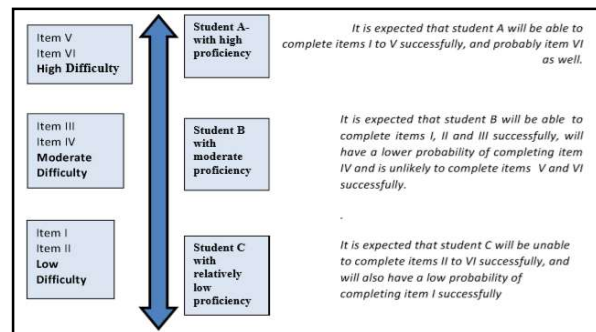 Item V
Item VI
High Difficulty
Student A-
with high
proficiency
It is expected that student A will be able to
complete items I to V successfully, and probably item VI
as well.
Item III
Item IV
Moderate
Difficulty
Student B
with
moderate
proficiency
It is expected that student B will be able to
complete items I, II and III successfully, will
have a lower probability of completing item
IV and is unlikely to complete items V and VI
successfully.
.
Item I
Item II
Low
Difficulty
Student C
with
relatively
low
proficiency
It is expected that student C will be unable
to complete items II to VI successfully, and
will also have a low probability of
completing item I successfully